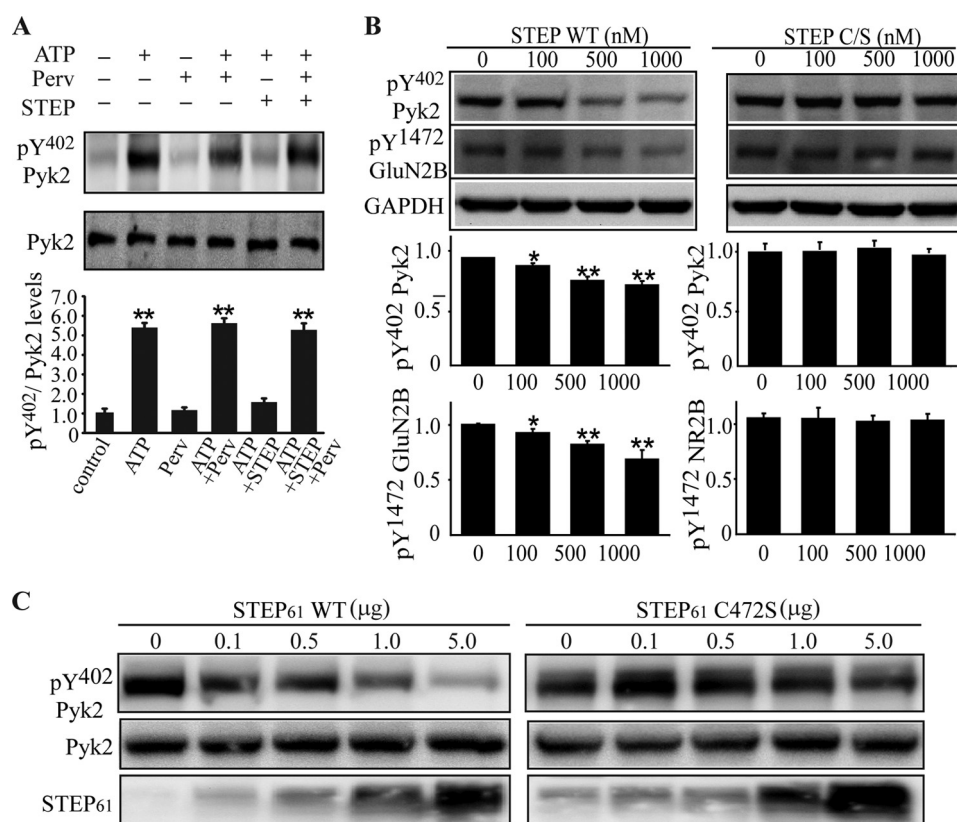 A
ATP – + – + + +
Perv – – + + – +
STEP – – – – + +
pY402
Pyk2
Pyk2
pY402/ Pyk2 levels
6.0
5.0
4.0
3.0
2.0
1.0
0
**
**
**
control
ATP
Perv
ATP
+Perv
ATP
+STEP
ATP
+STEP
+Perv
B
STEP WT (nM)
0 100 500 1000
STEP C/S (nM)
0 100 500 1000
pY402
Pyk2
pY1472
GluN2B
GAPDH
pY402 Pyk2
1.0
0.5
0
*
**
**
0 100 500 1000
pY402 Pyk2
1.0
0.5
0
0 100 500 1000
pY1472 GluN2B
1.0
0.5
0
*
**
**
0 100 500 1000
pY1472 NR2B
1.0
0.5
0
0 100 500 1000
C
STEP61 WT (μg)
0 0.1 0.5 1.0 5.0
STEP61 C472S (μg)
0 0.1 0.5 1.0 5.0
pY402
Pyk2
Pyk2
STEP61